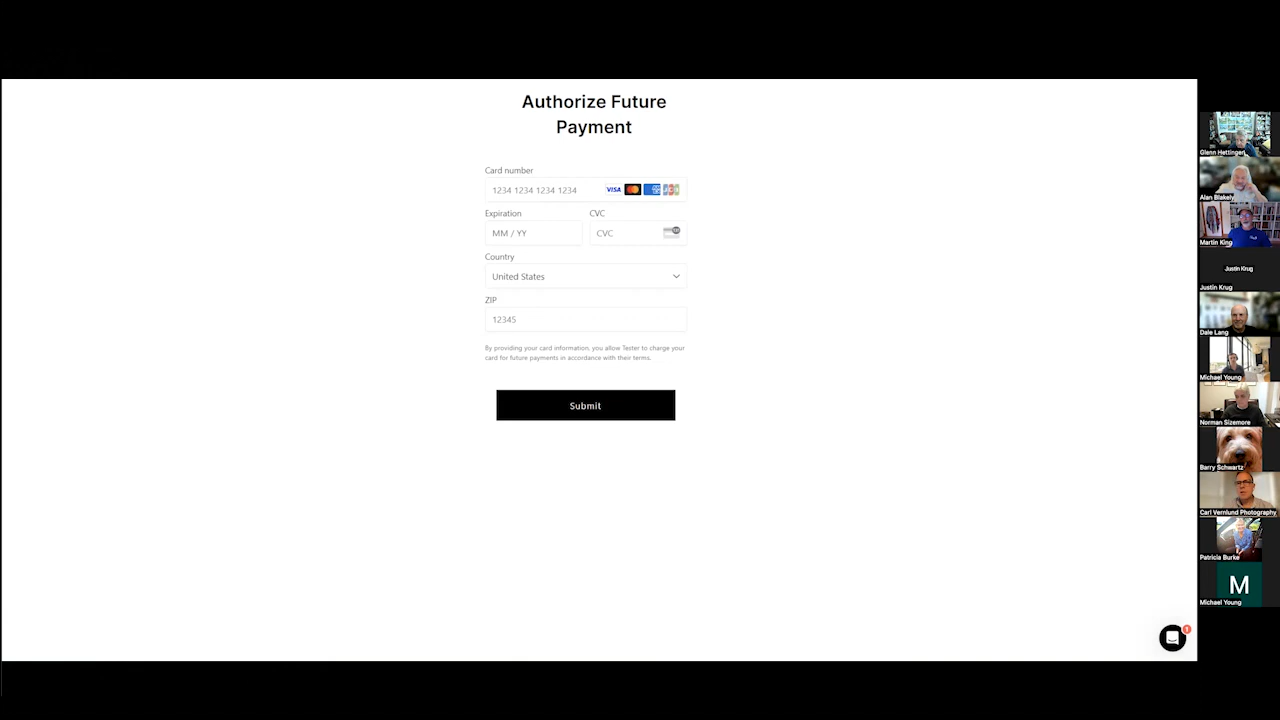 Authorize Future
Payment
Card number
1234 1234 1234 1234
VISA
Expiration
CVC
MM / YY
CVC
Country
United States
ZIP
12345
By providing your card information, you allow Tester to charge your
card for future payments in accordance with their terms.
Submit
1
Glenn Hettinger
Alan Blakely
Martin King
Justin Krug
Justin Krug
Dale Lang
Michael Young
Norman Sizemore
Barry Schwartz
Carl Vernlund Photography
Patricia Burke
M
Michael Young